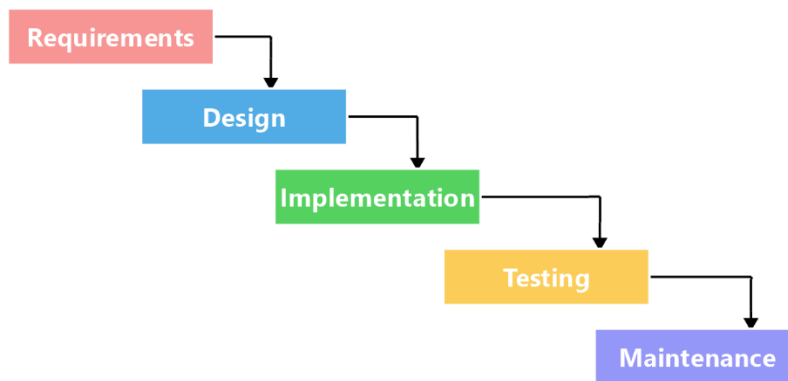 Requirements
Design
Implementation
Testing
Maintenance